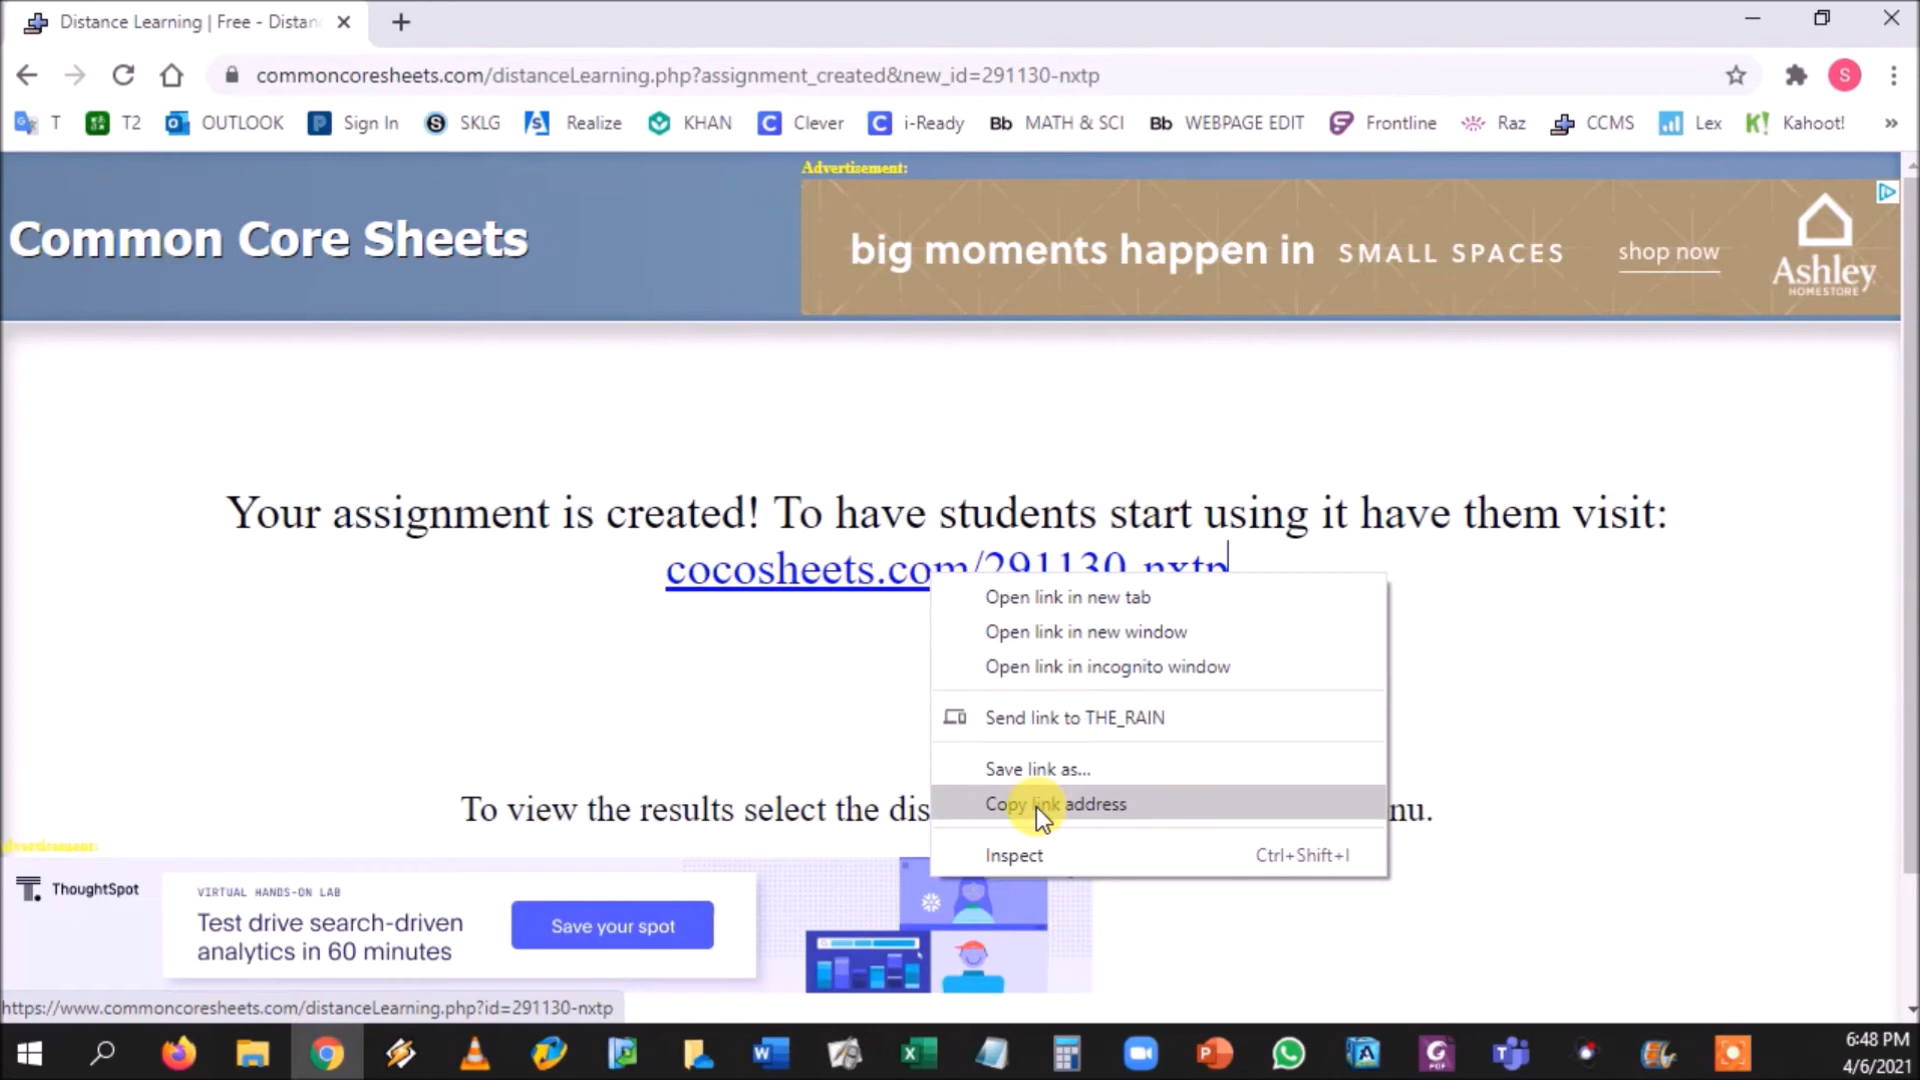 Distance Learning | Free - Distan
commoncoresheets.com/distanceLearning.php?assignment_created&new_id=291130-nxtp
S
T
T2
OUTLOOK
Sign In
SKLG
Realize
KHAN
Clever
i-Ready
Bb MATH & SCI
Bb WEBPAGE EDIT
Frontline
Raz
CCMS
Lex
Kahoot!
»
Advertisement:
Common Core Sheets
big moments happen in SMALL SPACES
shop now
Ashley
HOMESTORE
Your assignment is created! To have students start using it have them visit:
cocosheets.com/291130-nxtp
Open link in new tab
Open link in new window
Open link in incognito window
Send link to THE_RAIN
Save link as...
Copy link address
Inspect Ctrl+Shift+I
To view the results select the dis
nu.
dvertisement:
ThoughtSpot
VIRTUAL HANDS-ON LAB
Test drive search-driven
analytics in 60 minutes
Save your spot
https://www.commoncoresheets.com/distanceLearning.php?id=291130-nxtp
6:48 PM
4/6/2021